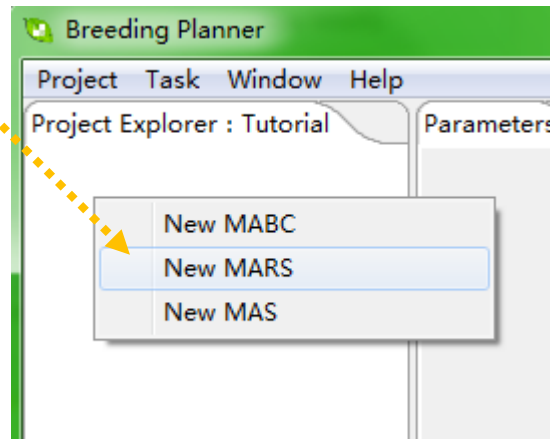 Breeding Planner
Project Task Window Help
Project Explorer : Tutorial Parameters
New MABC
New MARS
New MAS